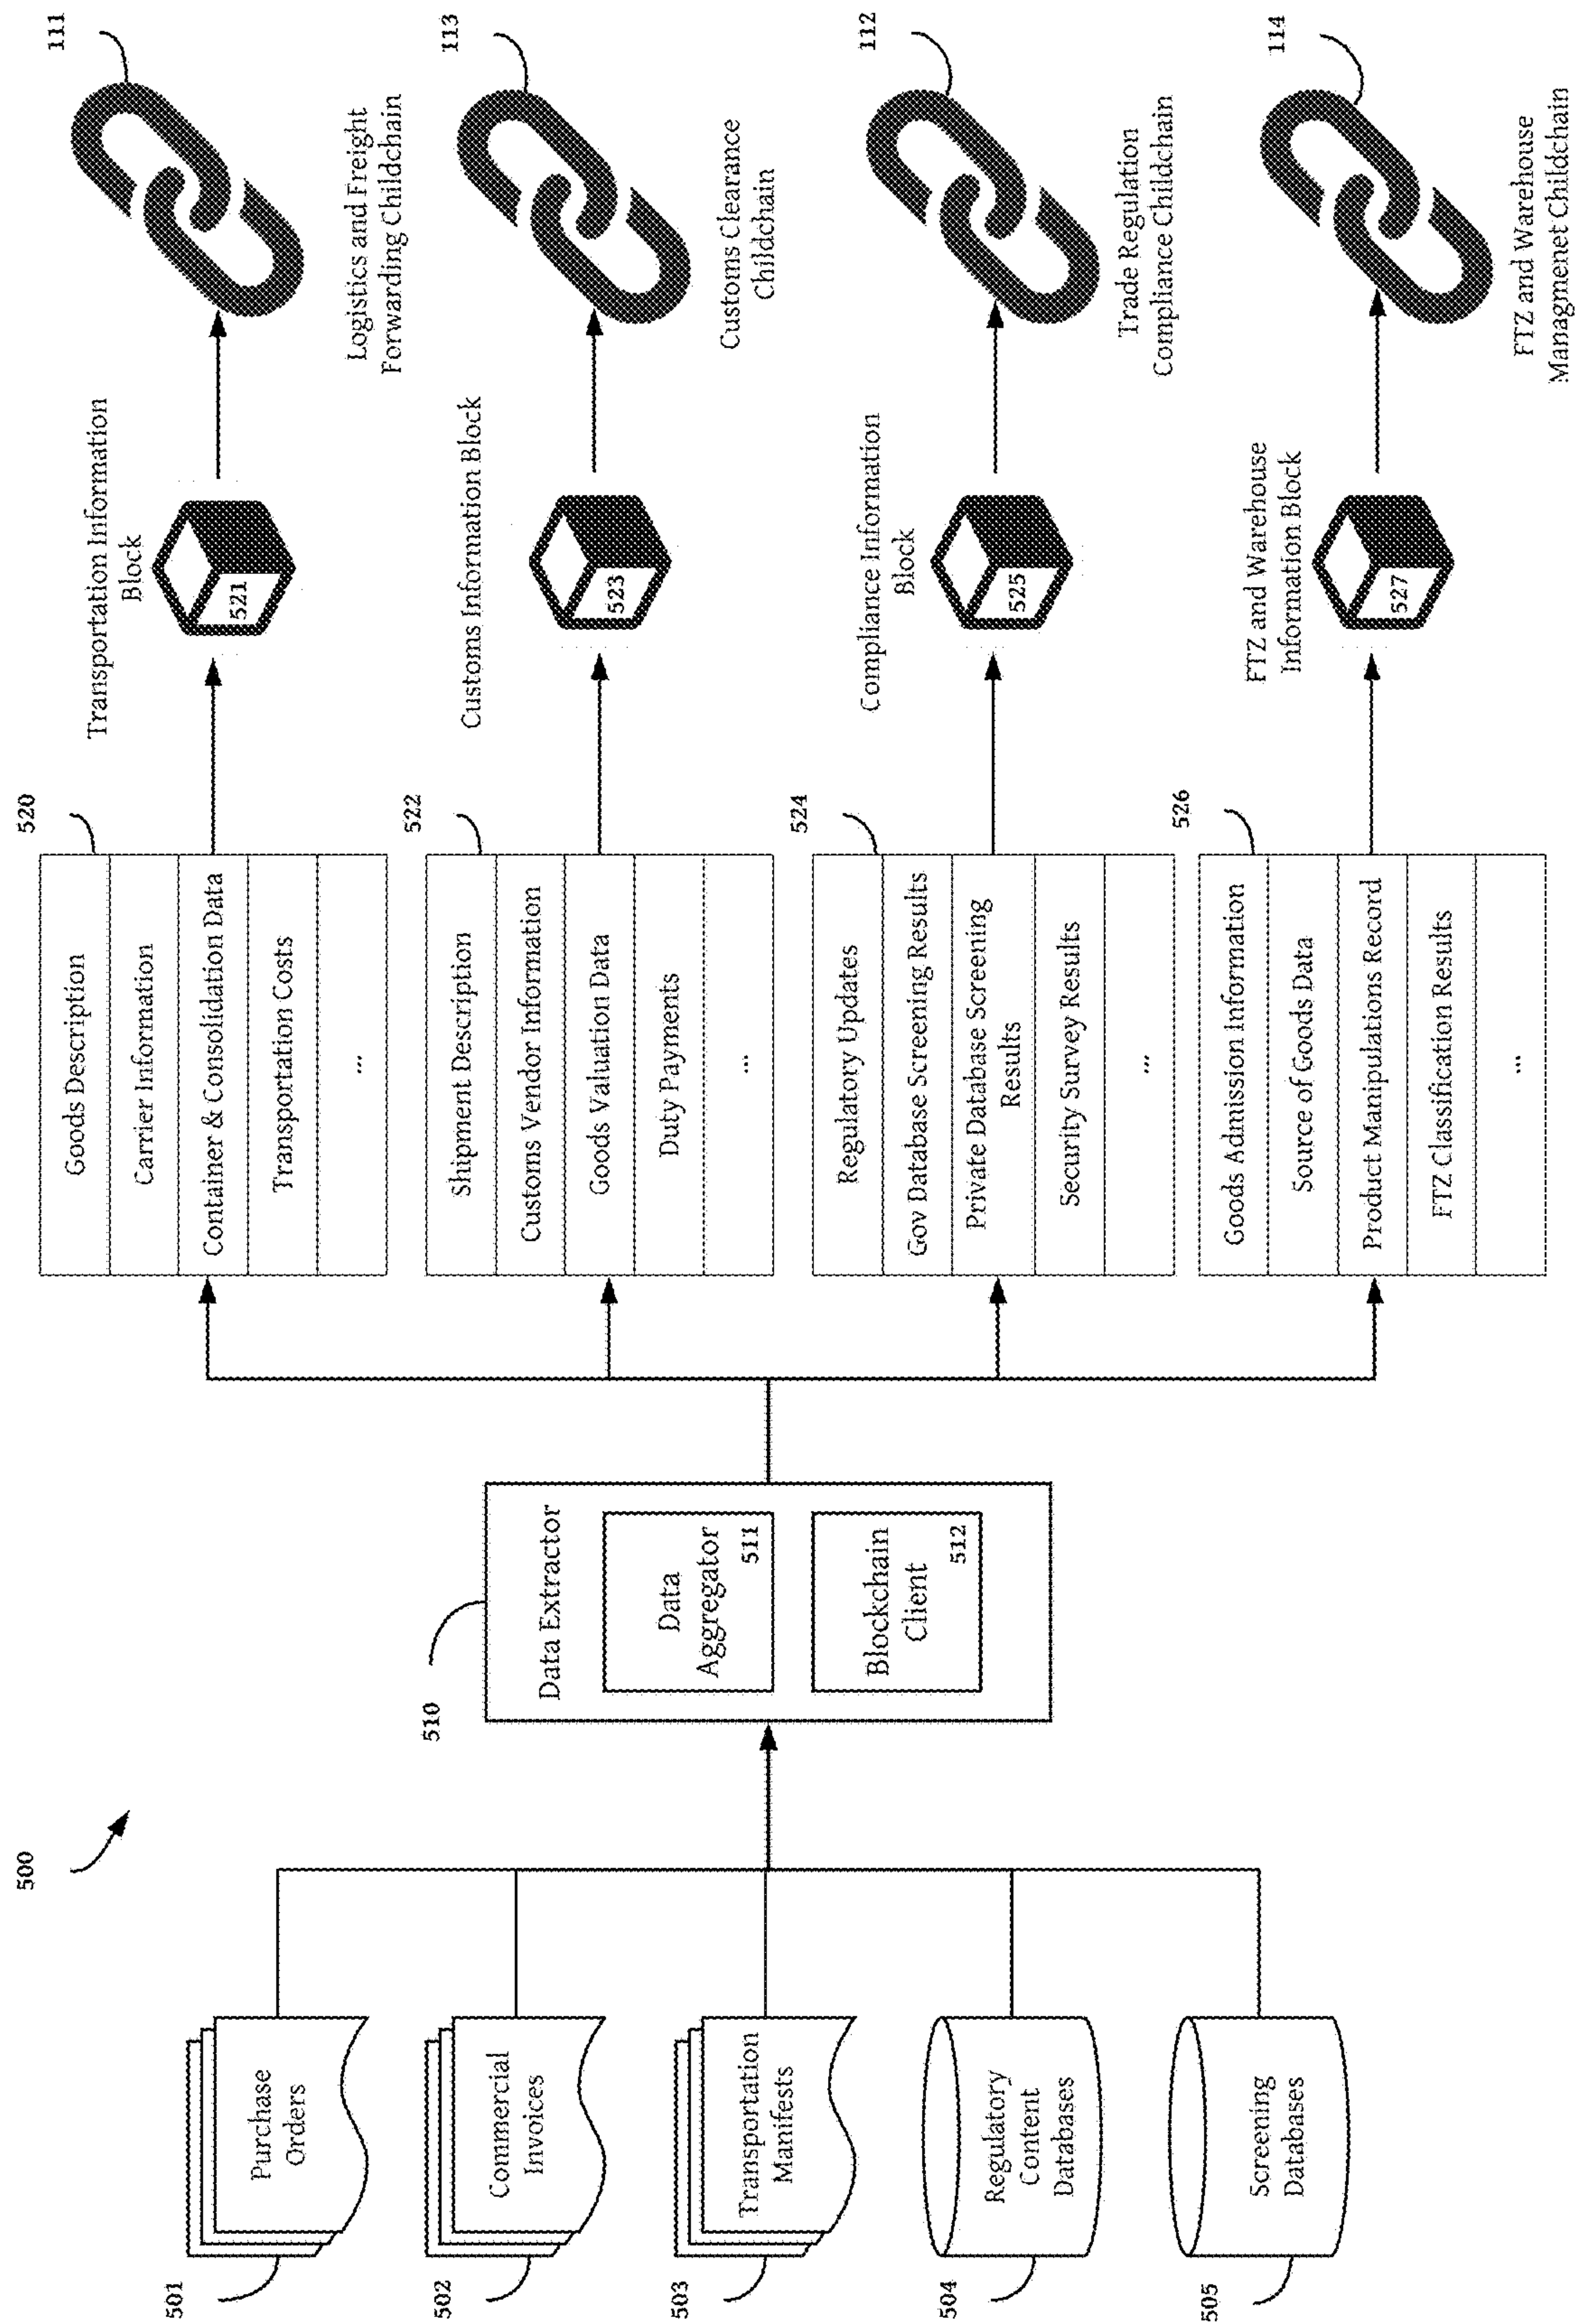 500
501
Purchase
Orders
502
Commercial
Invoices
503
Transportation
Manifests
504
Regulatory
Content
Databases
505
Screening
Databases
510
Data Extractor
Data
Aggregator
511
Blockchain
Client
512
520
Goods Description
Carrier Information
Container & Consolidation Data
Transportation Costs
...
522
Shipment Description
Customs Vendor Information
Goods Valuation Data
Duty Payments
...
524
Regulatory Updates
Gov Database Screening Results
Private Database Screening
Results
Security Survey Results
...
526
Goods Admission Information
Source of Goods Data
Product Manipulations Record
FTZ Classification Results
...
Transportation Information
Block
521
Customs Information Block
523
Compliance Information
Block
525
FTZ and Warehouse
Information Block
527
111
Logistics and Freight
Forwarding Childchain
113
Customs Clearance
Childchain
112
Trade Regulation
Compliance Childchain
114
FTZ and Warehouse
Managmenet Childchain